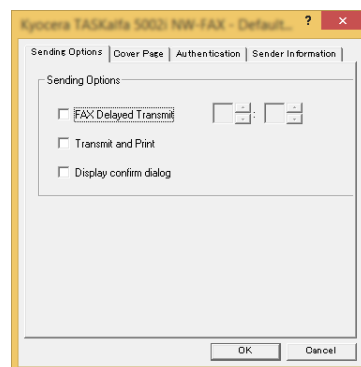 Kyocera TASKalfa 5002i NW-FAX - Default... ? ×
Sending Options Cover Page Authentication Sender Information
Sending Options
FAX Delayed Transmit :
Transmit and Print
Display confirm dialog
OK Cancel